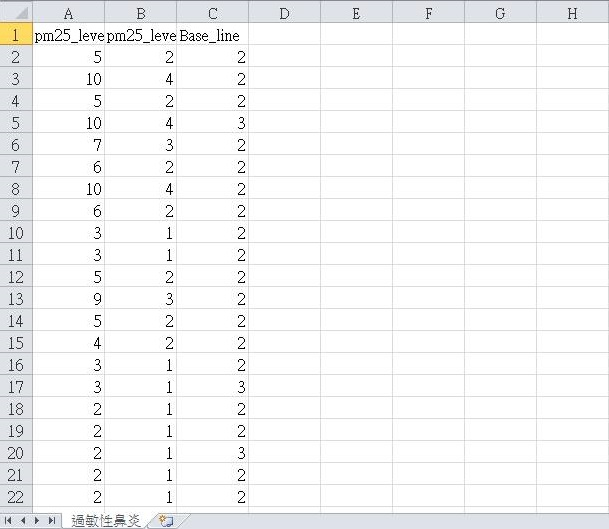 A B C D E F G H
1 pm25_leve pm25_leve Base_line
2 5 2 2
3 10 4 2
4 5 2 2
5 10 4 3
6 7 3 2
7 6 2 2
8 10 4 2
9 6 2 2
10 3 1 2
11 3 1 2
12 5 2 2
13 9 3 2
14 5 2 2
15 4 2 2
16 3 1 2
17 3 1 3
18 2 1 2
19 2 1 2
20 2 1 3
21 2 1 2
22 2 1 2
過敏性鼻炎